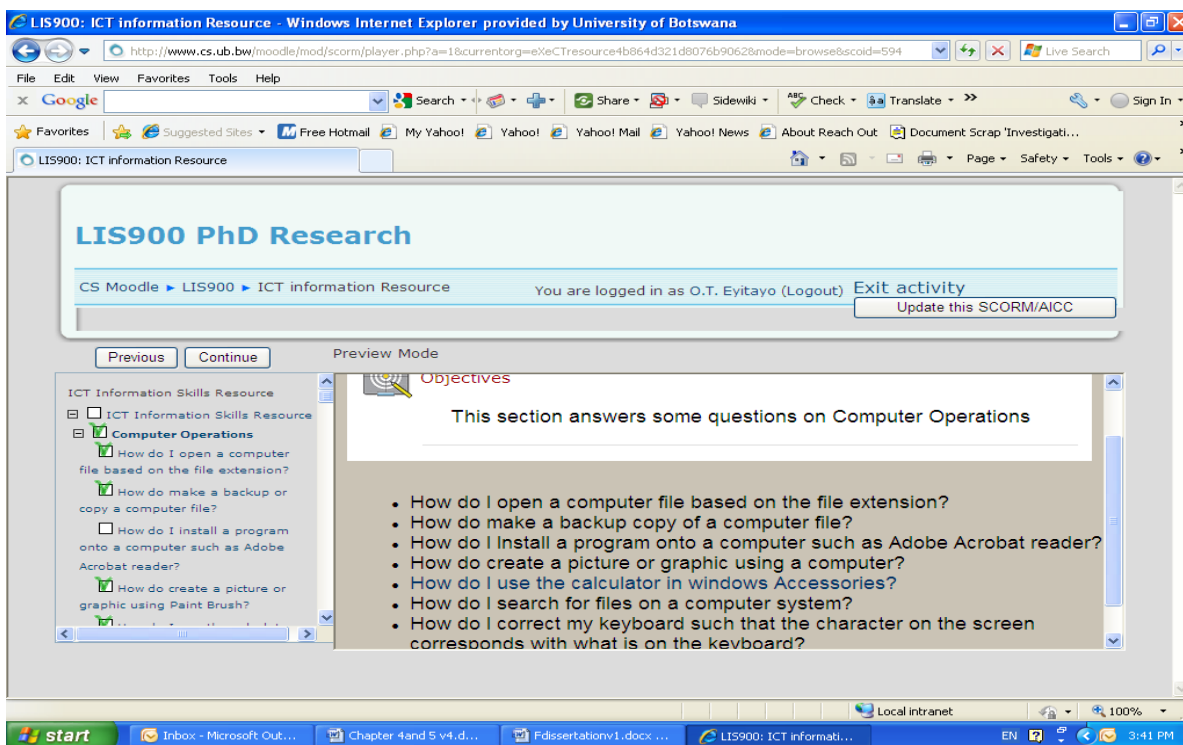 LIS900: ICT information Resource - Windows Internet Explorer provided by University of Botswana
http://www.cs.ub.bw/moodle/mod/scorm/player.php?a=1&currentorg=eXeCTresource4b864d321d8076b9062&mode=browse&scoid=594
Live Search
File Edit View Favorites Tools Help
x Google Search Share Sidewiki Check Translate >> Sign In
Favorites Suggested Sites Free Hotmail My Yahoo! Yahoo! Yahoo! Mail Yahoo! News About Reach Out Document Scrap 'Investigati...
LIS900: ICT information Resource Page Safety Tools
LIS900 PhD Research
CS Moodle ► LIS900 ► ICT information Resource You are logged in as O.T. Eyitayo (Logout) Exit activity
Update this SCORM/AICC
Previous Continue Preview Mode
ICT Information Skills Resource
ICT Information Skills Resource
Computer Operations
How do I open a computer
file based on the file extension?
How do make a backup or
copy a computer file?
How do I install a program
onto a computer such as Adobe
Acrobat reader?
How do create a picture or
graphic using Paint Brush?
Objectives
This section answers some questions on Computer Operations
• How do I open a computer file based on the file extension?
• How do make a backup copy of a computer file?
• How do I Install a program onto a computer such as Adobe Acrobat reader?
• How do create a picture or graphic using a computer?
• How do I use the calculator in windows Accessories?
• How do I search for files on a computer system?
• How do I correct my keyboard such that the character on the screen
corresponds with what is on the keyboard?
Local intranet 100%
start Inbox - Microsoft Out... Chapter 4and 5 v4.d... Fdissertationv1.docx ... LIS900: ICT informati... EN 3:41 PM